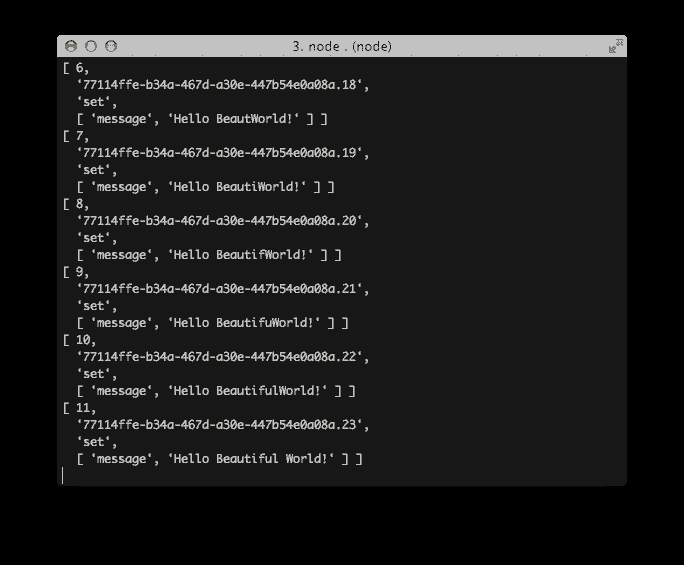 3. node . (node)
[ 6,
‘77114ffe-b34a-467d-a30e-447b54e0a08a.18‘,
‘set‘,
[ ‘message‘, ‘Hello BeautWorld!‘ ] ]
[ 7,
‘77114ffe-b34a-467d-a30e-447b54e0a08a.19‘,
‘set‘,
[ ‘message‘, ‘Hello BeautiWorld!‘ ] ]
[ 8,
‘77114ffe-b34a-467d-a30e-447b54e0a08a.20‘,
‘set‘,
[ ‘message‘, ‘Hello BeautifWorld!‘ ] ]
[ 9,
‘77114ffe-b34a-467d-a30e-447b54e0a08a.21‘,
‘set‘,
[ ‘message‘, ‘Hello BeautifuWorld!‘ ] ]
[ 10,
‘77114ffe-b34a-467d-a30e-447b54e0a08a.22‘,
‘set‘,
[ ‘message‘, ‘Hello BeautifulWorld!‘ ] ]
[ 11,
‘77114ffe-b34a-467d-a30e-447b54e0a08a.23‘,
‘set‘,
[ ‘message‘, ‘Hello Beautiful World!‘ ] ]